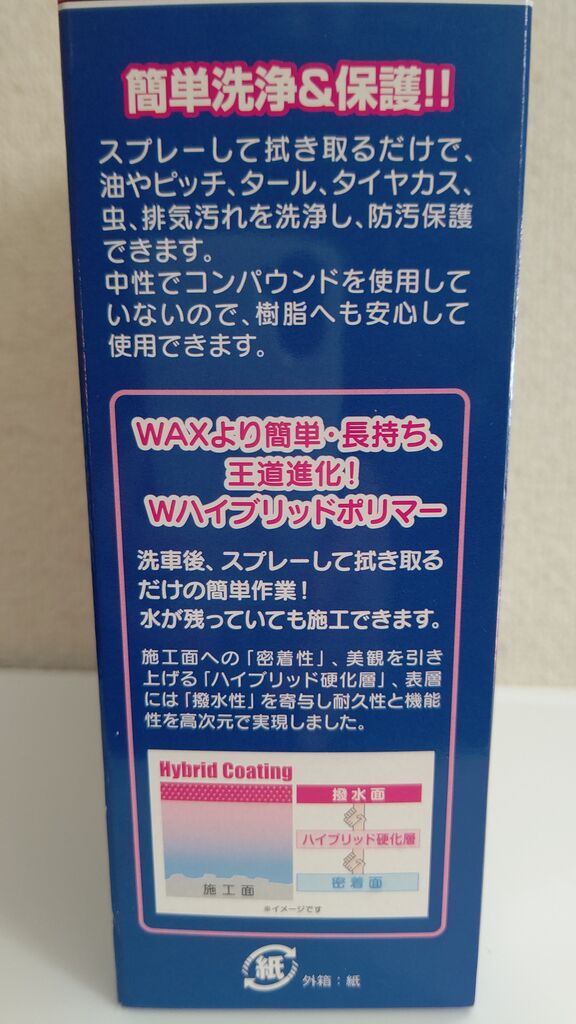 簡単洗浄&保護!!
スプレーして拭き取るだけで、
油やピッチ、タール、タイヤカス、
虫、排気汚れを洗浄し、防汚保護
できます。
中性でコンパウンドを使用して
いないので、樹脂へも安心して
使用できます。
WAXより簡単・長持ち、
王道進化!
Wハイブリッドポリマー
洗車後、スプレーして拭き取る
だけの簡単作業!
水が残っていても施工できます。
施工面への「密着性」、美観を引き
上げる「ハイブリッド硬化層」、表層
には「撥水性」を寄与し耐久性と機能
性を高次元で実現しました。
Hybrid Coating
撥水面
ハイブリッド硬化層
密着面
施工面
※イメージです
紙
外箱:紙